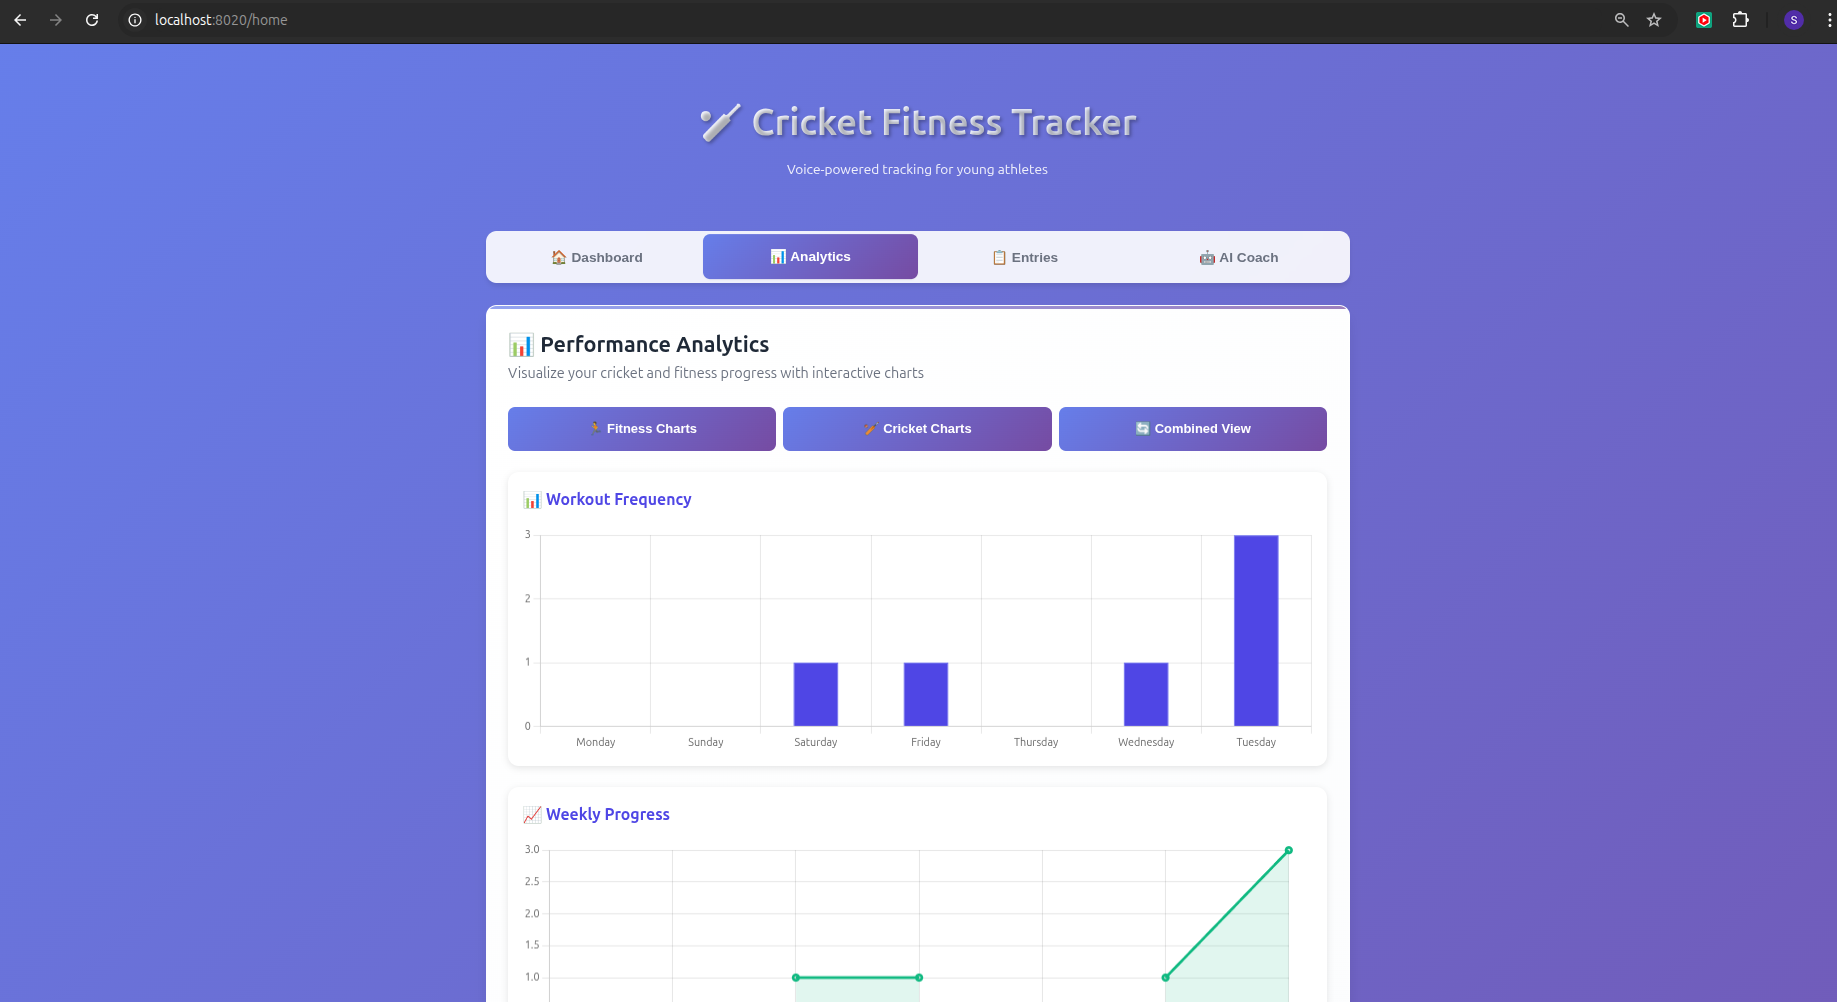 localhost:8020/home
S
Cricket Fitness Tracker
Voice-powered tracking for young athletes
Dashboard
Analytics
Entries
AI Coach
Performance Analytics
Visualize your cricket and fitness progress with interactive charts
Fitness Charts
Cricket Charts
Combined View
Workout Frequency
3
2
1
0
Monday
Sunday
Saturday
Friday
Thursday
Wednesday
Tuesday
Weekly Progress
3.0
2.5
2.0
1.5
1.0